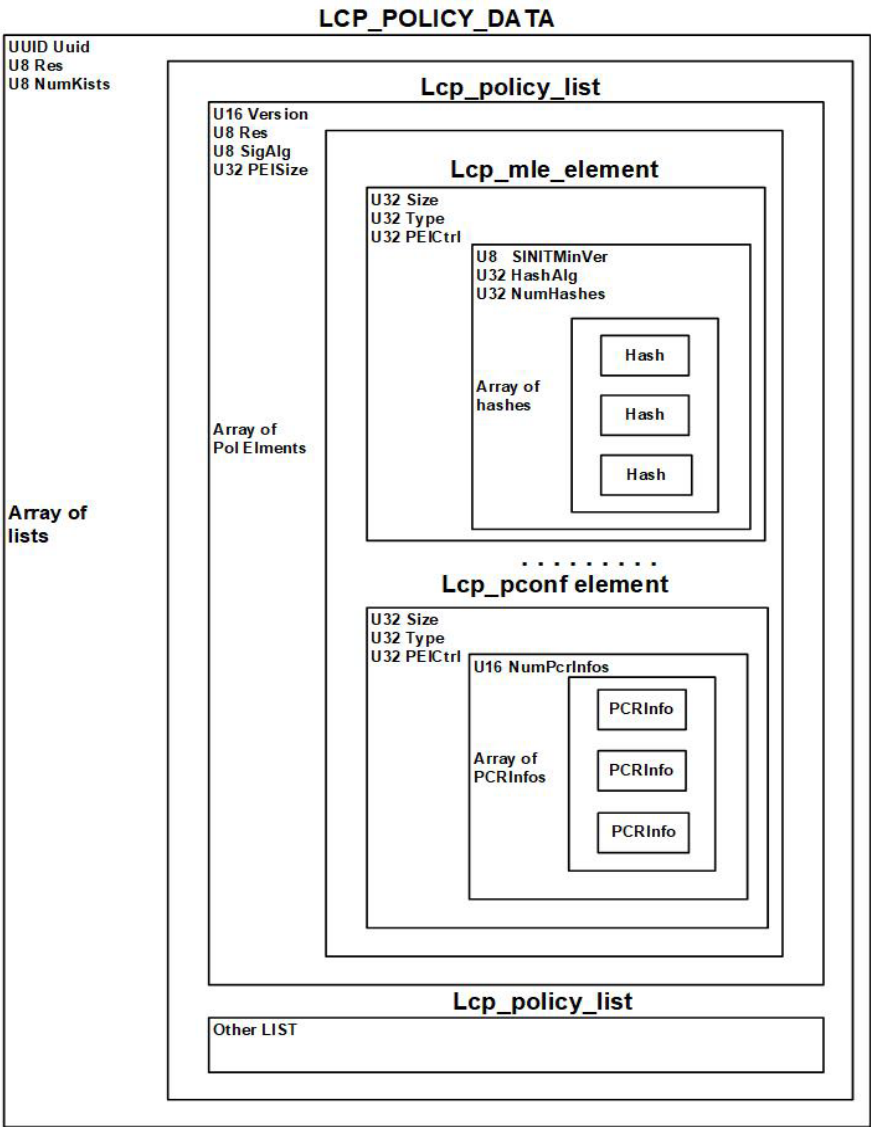 LCP_POLICY_DATA
UUID Uuid
U8 Res
U8 NumKists
Lcp_policy_list
U16 Version
U8 Res
U8 SigAlg
U32 PEISize
Lcp_mle_element
U32 Size
U32 Type
U32 PEICtrl
U8 SINITMinVer
U32 HashAlg
U32 NumHashes
Hash
Array of
hashes
Hash
Hash
Array of
Pol Elments
Array of
lists
. . . . . . . . .
Lcp_pconf element
U32 Size
U32 Type
U32 PEICtrl
U16 NumPcrInfos
PCRInfo
Array of
PCRInfos
PCRInfo
PCRInfo
Lcp_policy_list
Other LIST